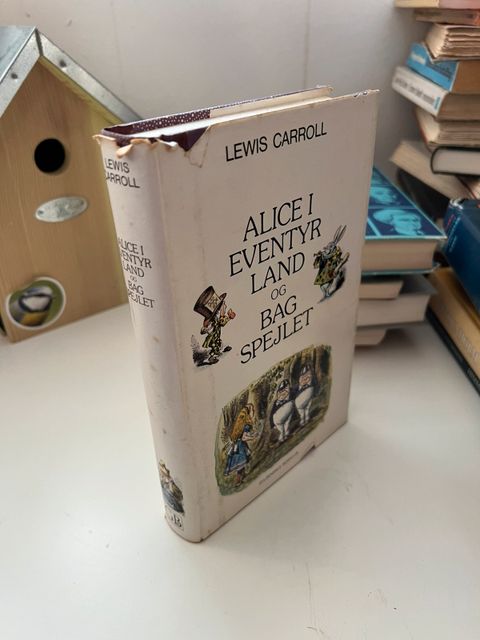 LEWIS CARROLL
ALICE I
EVENTYR
LAND
OG
BAG
SPEJLET
LEWIS
CARROLL
ALICE I
EVENTYR
LAND
OG
BAG
SPEJLET